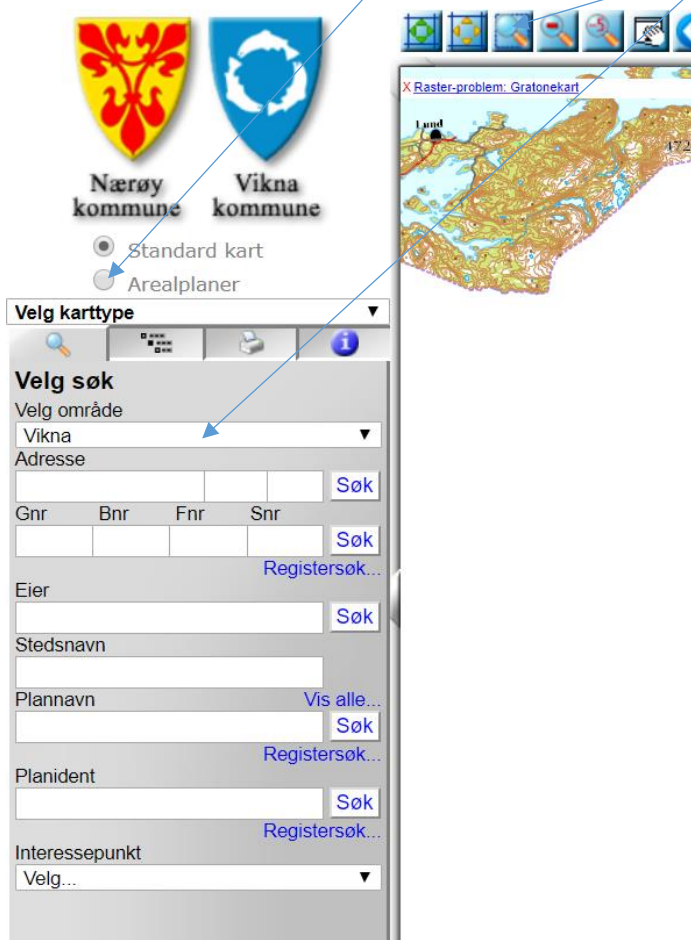 Nærøy
kommune
Vikna
kommune
Standard kart
Arealplaner
Velg karttype
Velg søk
Velg område
Vikna
Adresse
Søk
Gnr Bnr Fnr Snr
Søk
Registersøk...
Eier
Søk
Stedsnavn
Plannavn Vis alle...
Søk
Registersøk...
Planident
Søk
Registersøk...
Interessepunkt
Velg...
-5
X Raster-problem: Gråtonekart
Lund
472